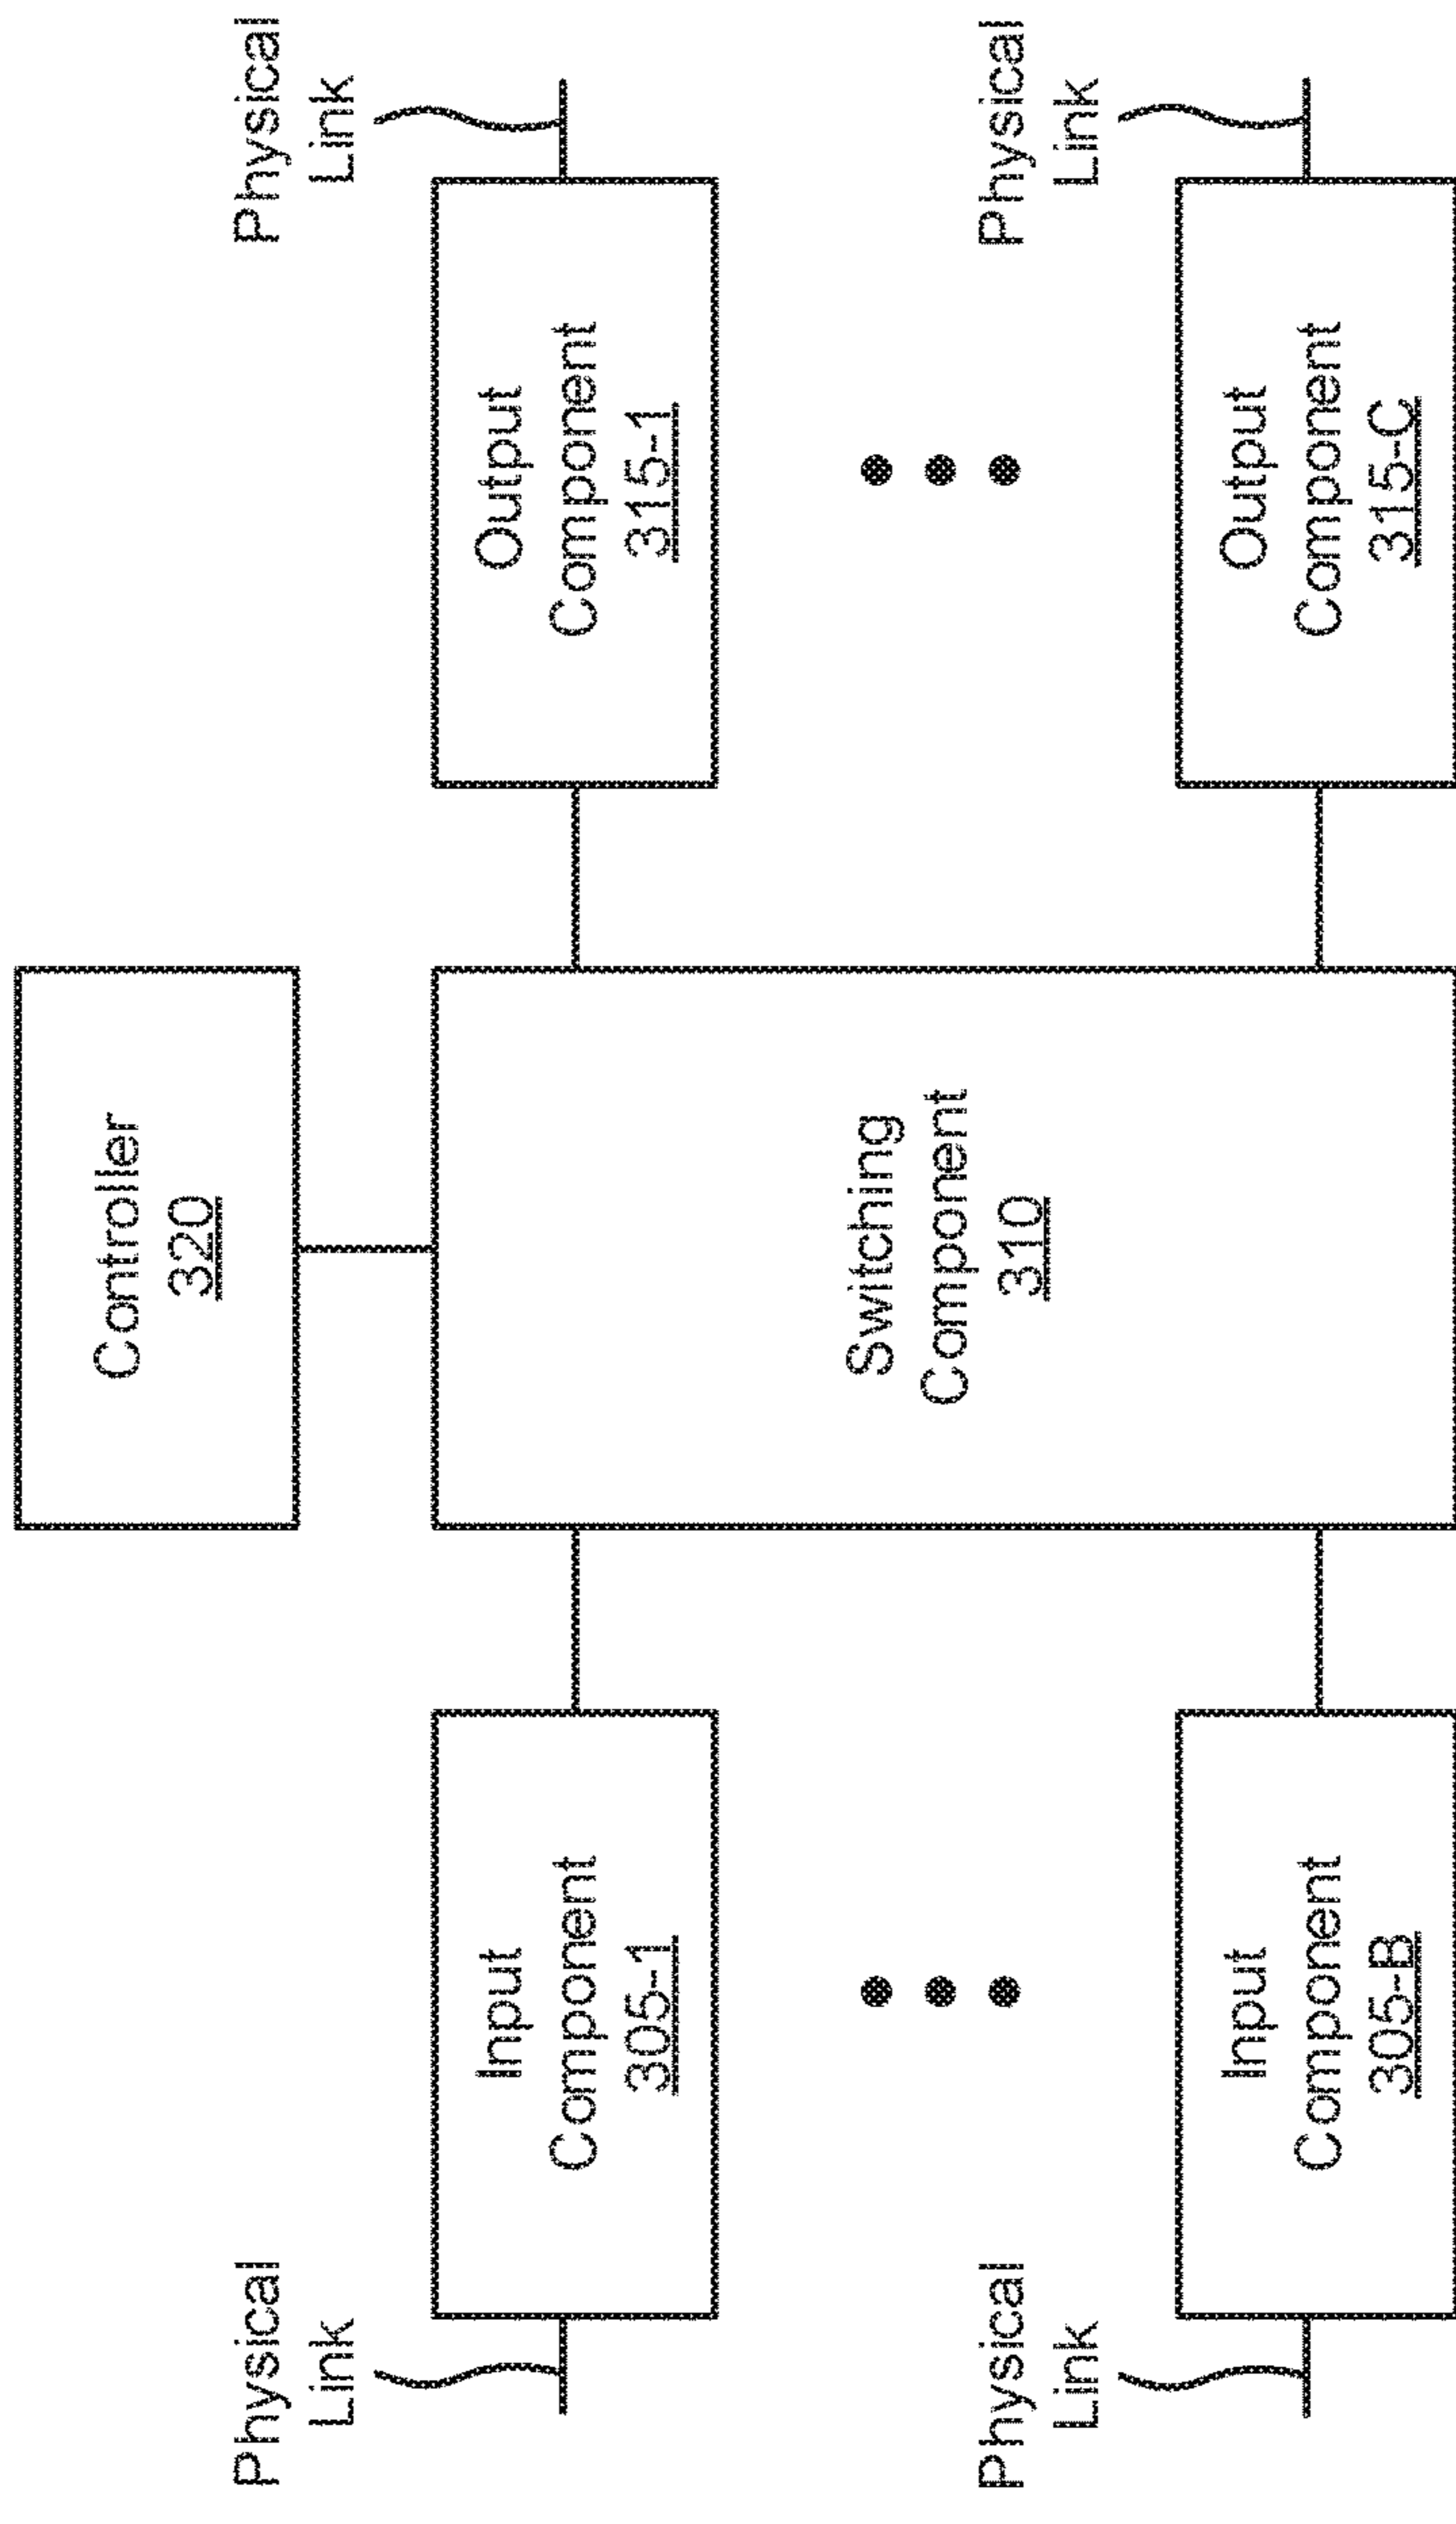 Controller
320
Physical
Link
Input
Component
305-1
Switching
Component
310
Output
Component
315-1
Physical
Link
Physical
Link
Input
Component
305-B
Output
Component
315-C
Physical
Link